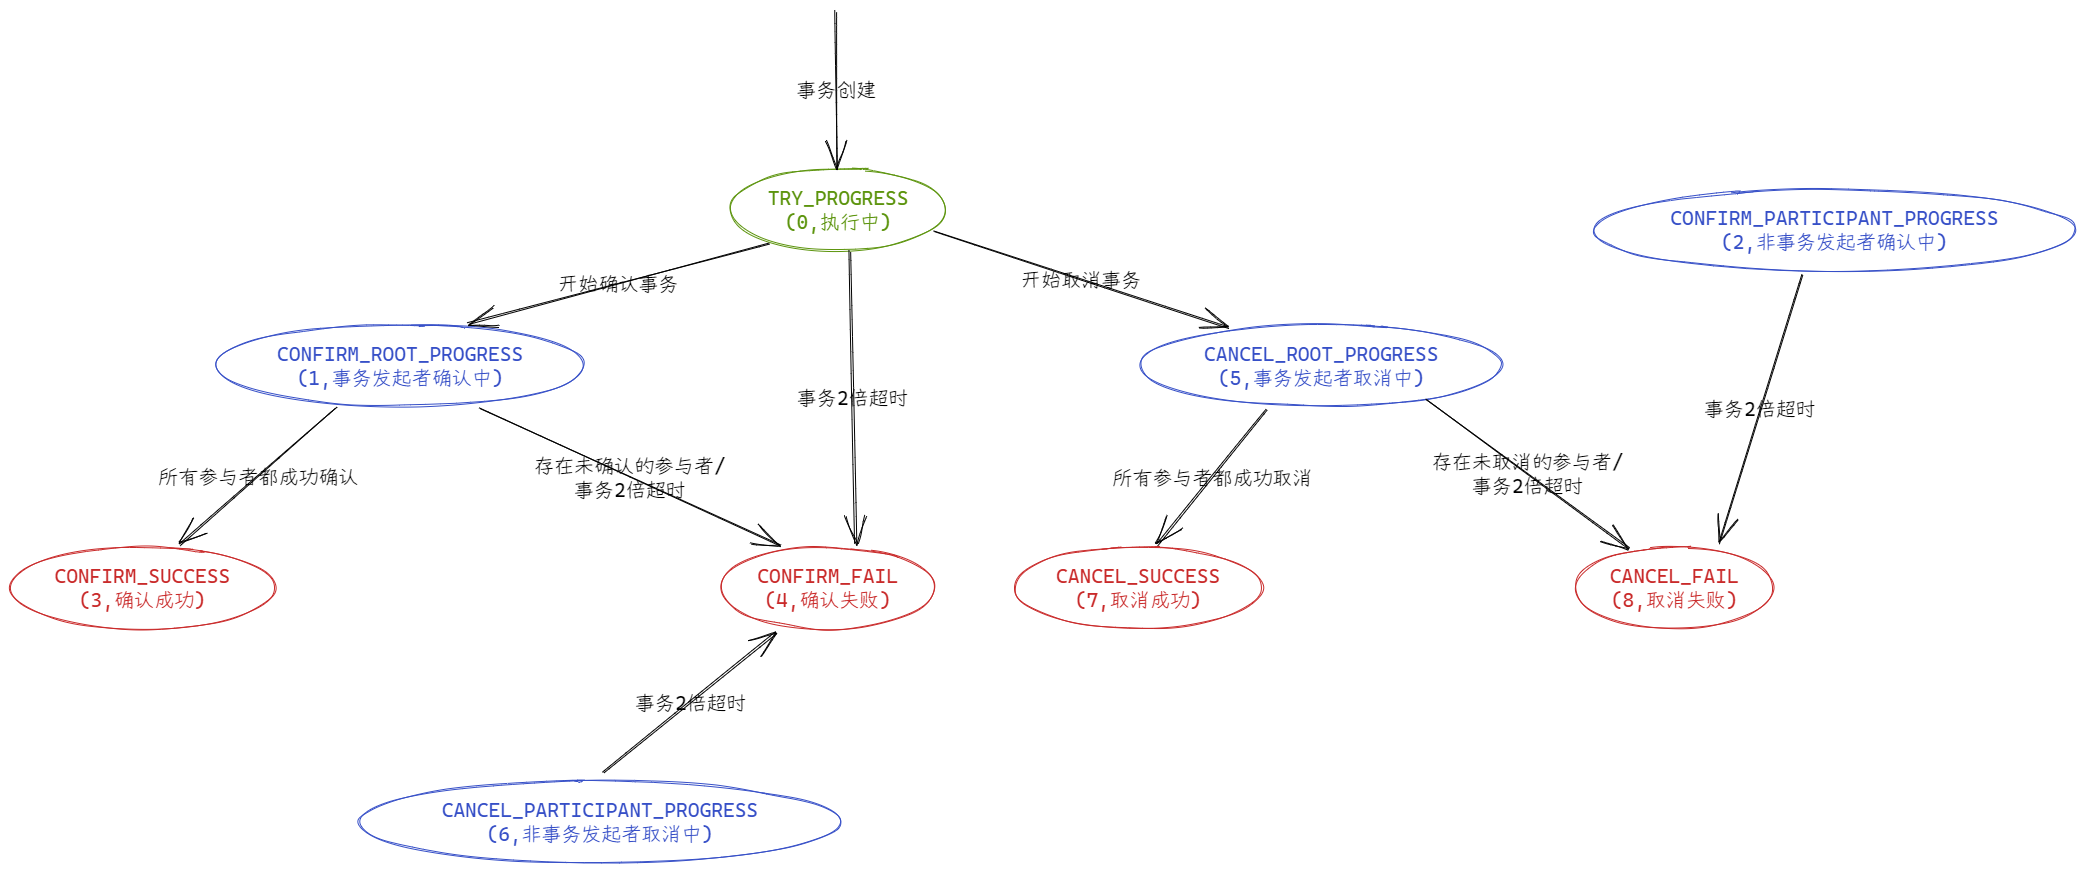 事务创建
TRY_PROGRESS
(0,执行中)
CONFIRM_PARTICIPANT_PROGRESS
(2,非事务发起者确认中)
开始确认事务
开始取消事务
CONFIRM_ROOT_PROGRESS
(1,事务发起者确认中)
CANCEL_ROOT_PROGRESS
(5,事务发起者取消中)
事务2倍超时
事务2倍超时
所有参与者都成功确认
存在未确认的参与者/
事务2倍超时
所有参与者都成功取消
存在未取消的参与者/
事务2倍超时
CONFIRM_SUCCESS
(3,确认成功)
CONFIRM_FAIL
(4,确认失败)
CANCEL_SUCCESS
(7,取消成功)
CANCEL_FAIL
(8,取消失败)
事务2倍超时
CANCEL_PARTICIPANT_PROGRESS
(6,非事务发起者取消中)